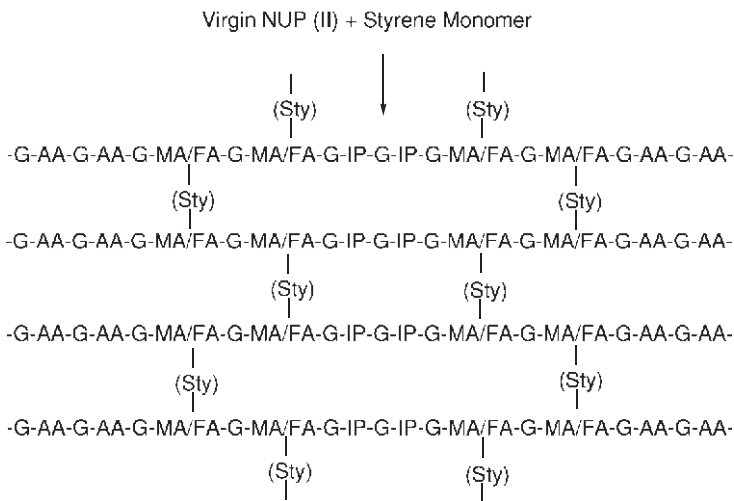 Virgin NUP (II) + Styrene Monomer
(Sty) (Sty)
-G-AA-G-AA-G-MA/FA-G-MA/FA-G-IP-G-IP-G-MA/FA-G-MA/FA-G-AA-G-AA-
(Sty) (Sty)
-G-AA-G-AA-G-MA/FA-G-MA/FA-G-IP-G-IP-G-MA/FA-G-MA/FA-G-AA-G-AA-
(Sty) (Sty)
-G-AA-G-AA-G-MA/FA-G-MA/FA-G-IP-G-IP-G-MA/FA-G-MA/FA-G-AA-G-AA-
(Sty) (Sty)
-G-AA-G-AA-G-MA/FA-G-MA/FA-G-IP-G-IP-G-MA/FA-G-MA/FA-G-AA-G-AA-
(Sty) (Sty)